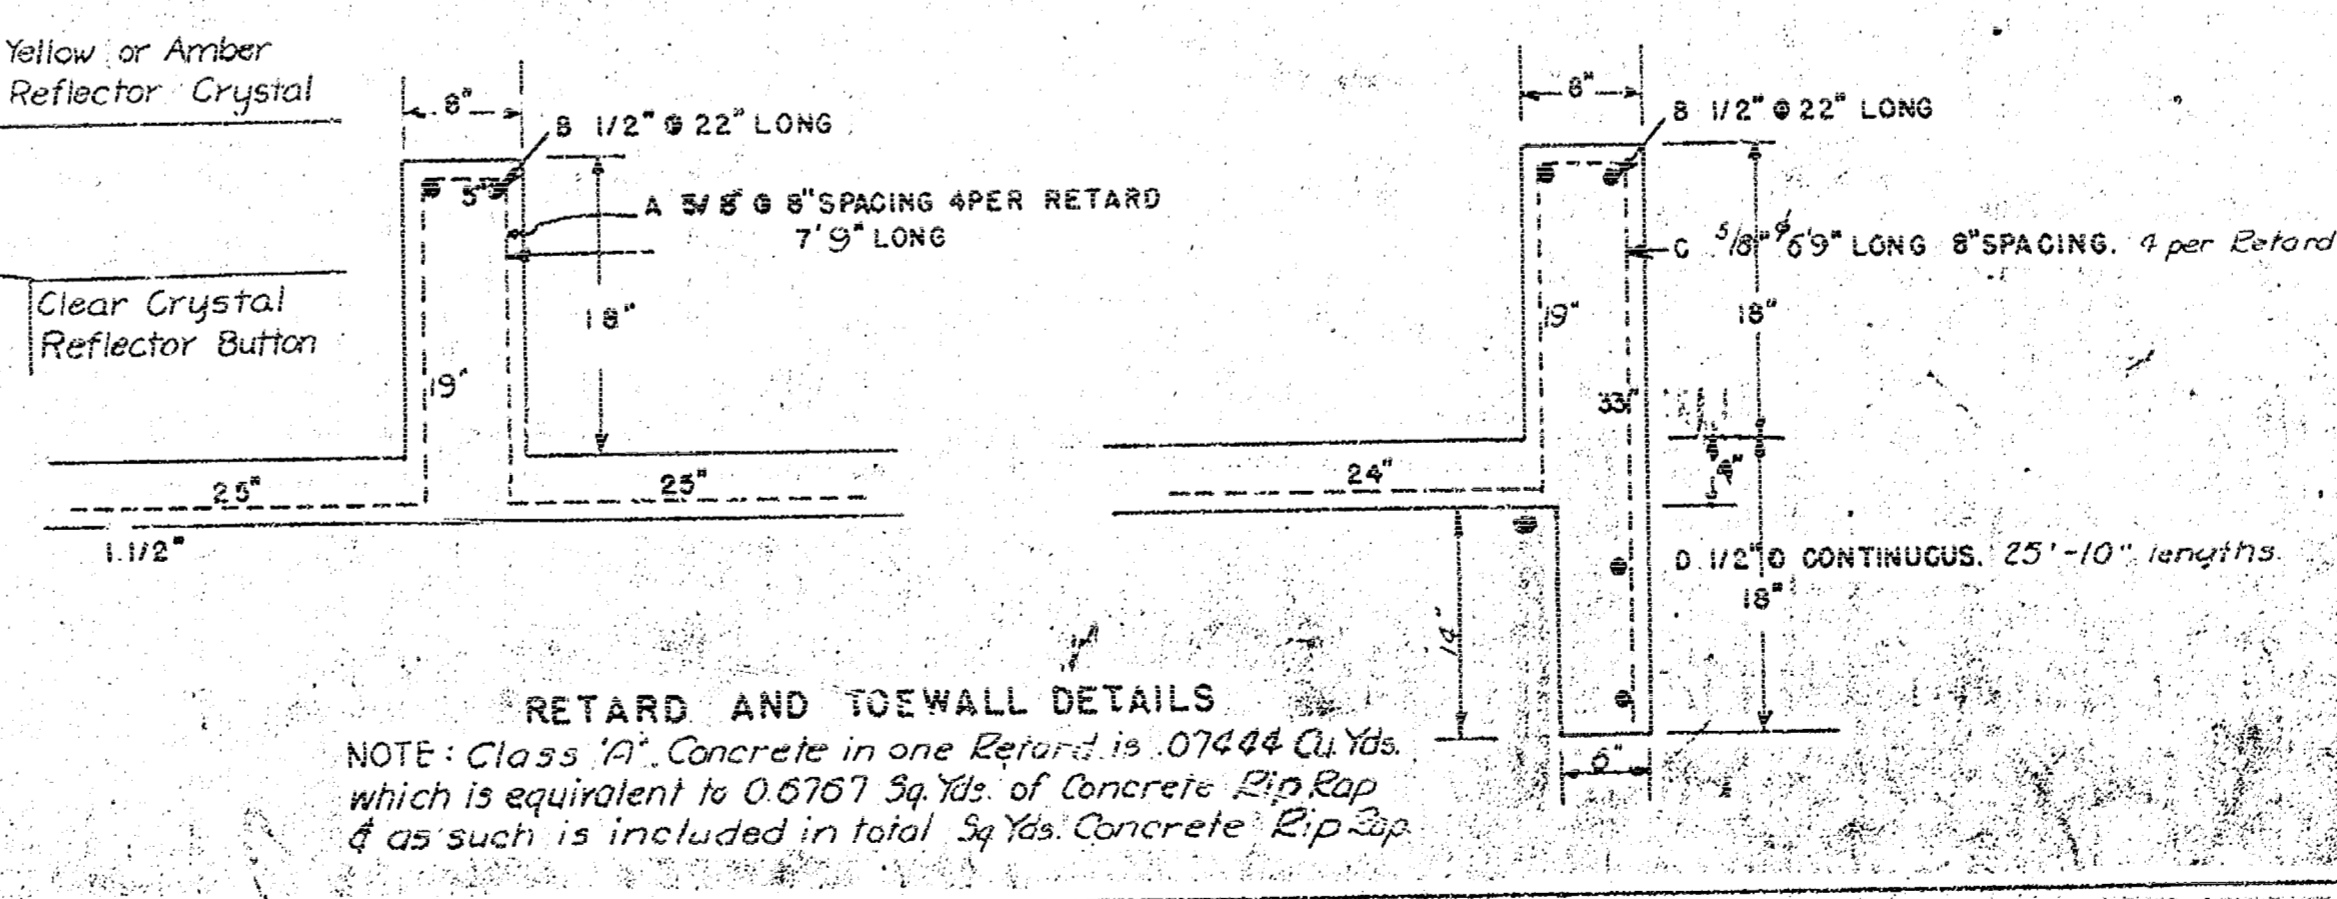 Yellow or Amber
Reflector Crystal
Clear Crystal
Reflector Button
8"
B 1/2" @ 22" LONG
5"
A 5/8" @ 8" SPACING 4 PER RETARD
7'9" LONG
18"
19"
25"
25"
1.1/2"
8"
B 1/2" @ 22" LONG
C 5/8" ϕ 6'9" LONG 8" SPACING. 4 per Retard
19"
18"
33"
24"
4"
D 1/2" CONTINUOUS. 25'-10" lengths.
18"
14"
6"
RETARD AND TOEWALL DETAILS
NOTE: Class 'A' Concrete in one Retard is .07444 Cu. Yds.
which is equivalent to 0.6767 Sq. Yds. of Concrete Rip Rap
& as such is included in total Sq Yds. Concrete Rip Rap.